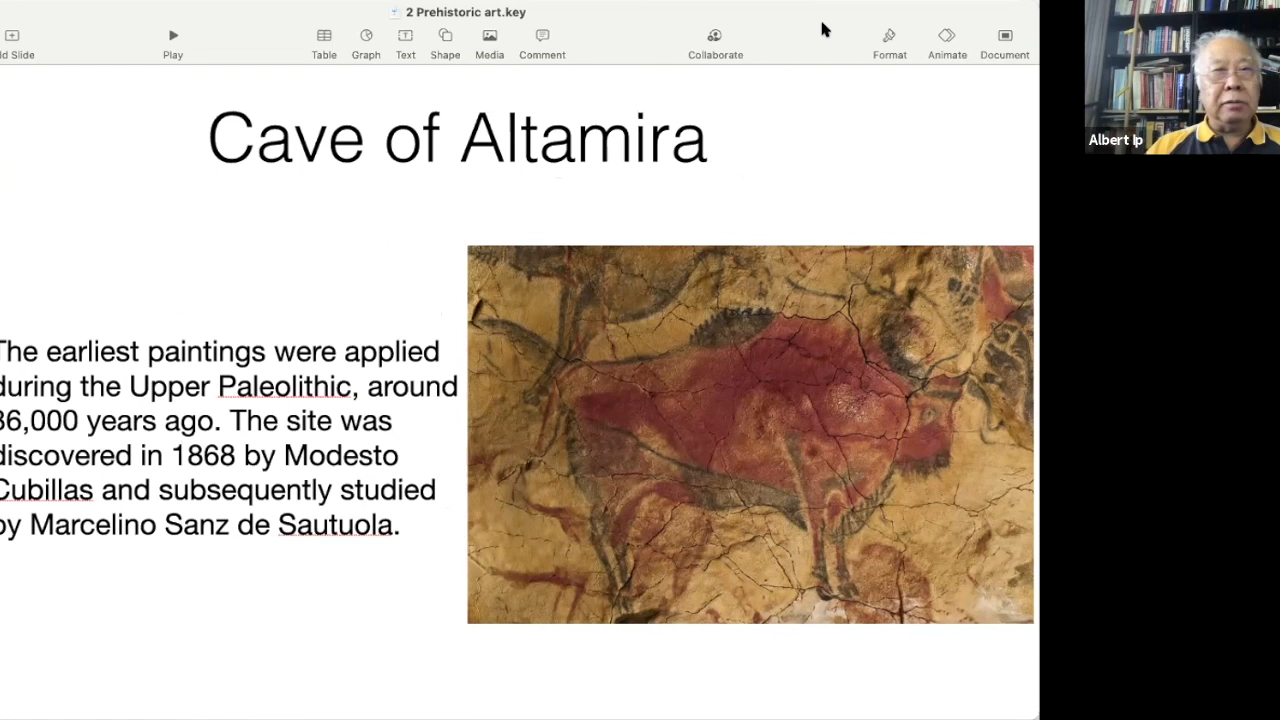 2 Prehistoric art.key
d Slide
Play
Table
Graph
Text
Shape
Media
Comment
Collaborate
Format
Animate
Document
Albert Ip
Cave of Altamira
The earliest paintings were applied
during the Upper Paleolithic, around
36,000 years ago. The site was
discovered in 1868 by Modesto
Cubillas and subsequently studied
by Marcelino Sanz de Sautuola.